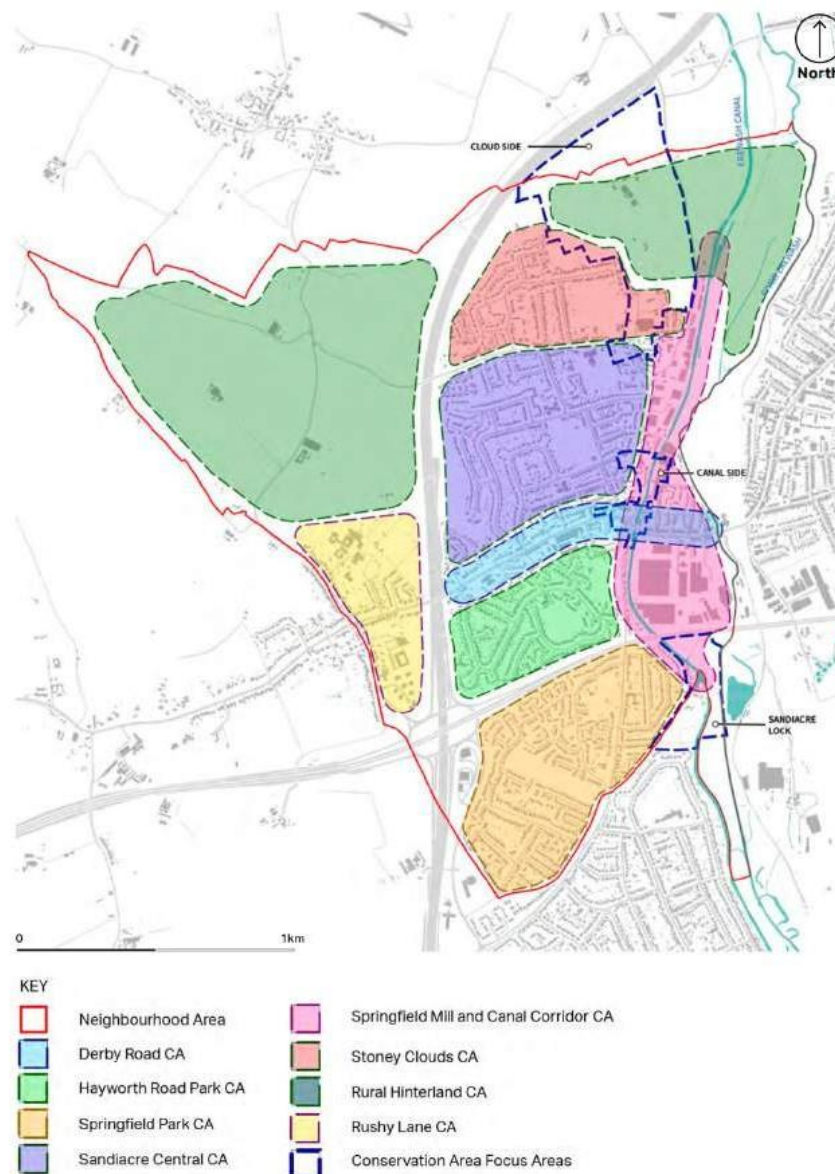 North
CLOUD SIDE
EREWASH CANAL
CANAL SIDE
SANDIACRE
LOCK
0
1km
KEY
Neighbourhood Area
Derby Road CA
Hayworth Road Park CA
Springfield Park CA
Sandiacre Central CA
Springfield Mill and Canal Corridor CA
Stoney Clouds CA
Rural Hinterland CA
Rushy Lane CA
Conservation Area Focus Areas